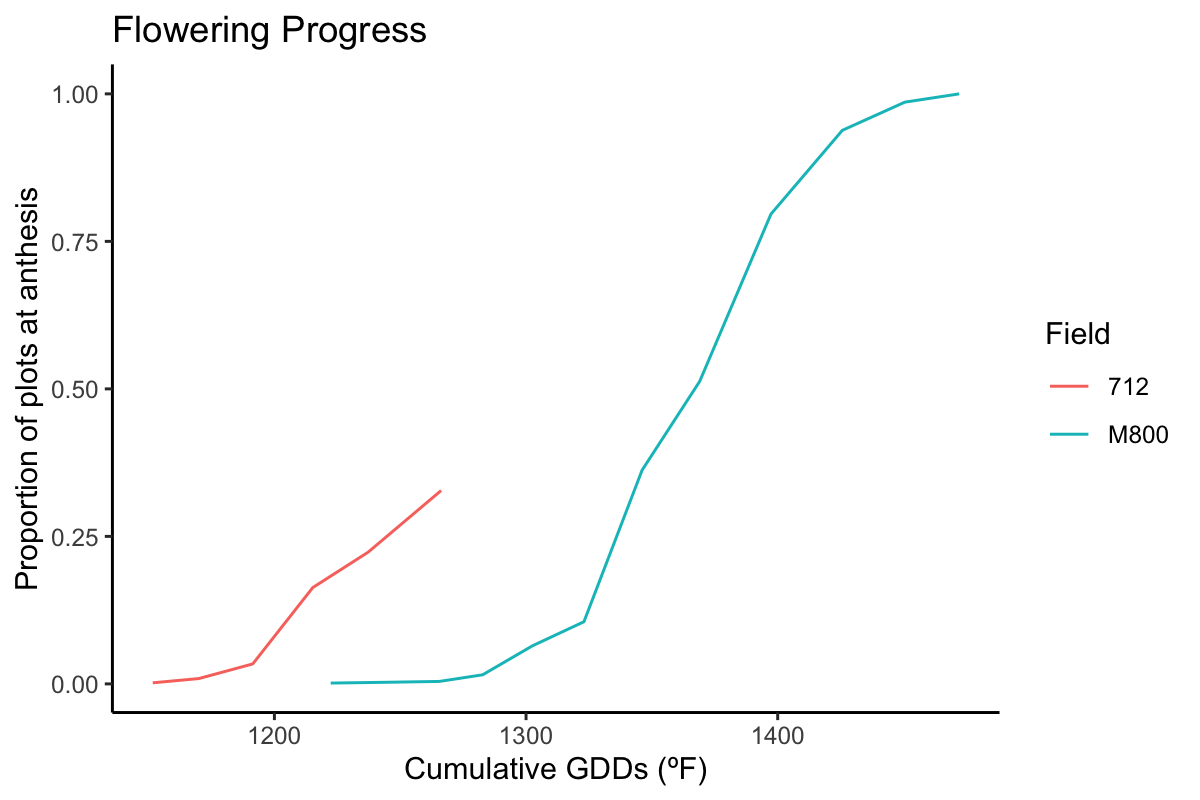 Flowering Progress
Proportion of plots at anthesis
1.00
0.75
0.50
0.25
0.00
1200
1300
1400
Cumulative GDDs (ºF)
Field
712
M800